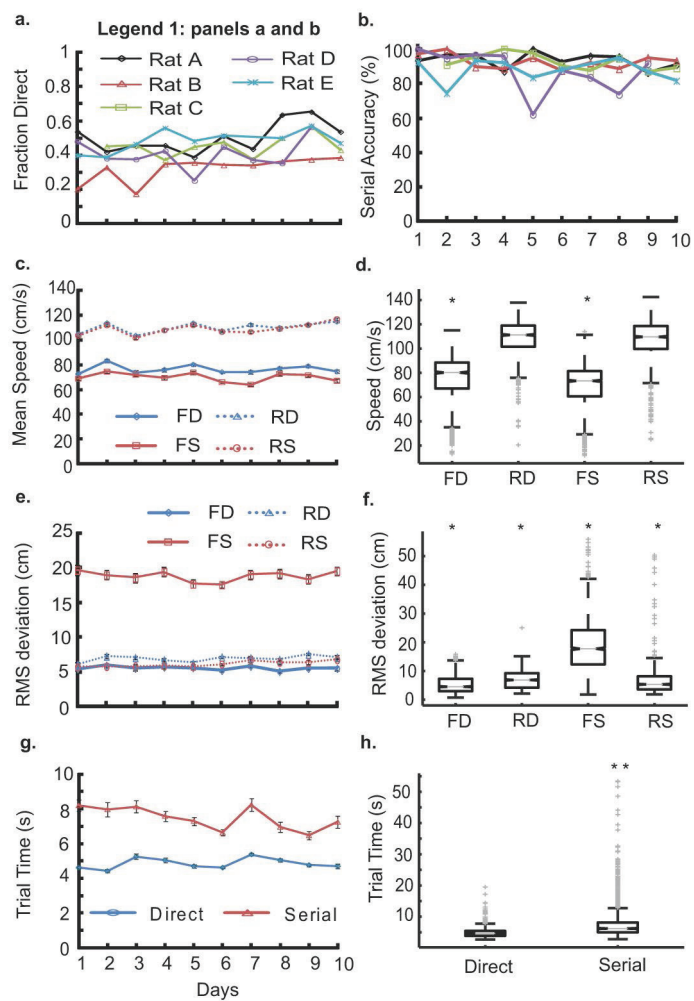 a.
Legend 1: panels a and b
b.
Rat A
Rat D
Rat B
Rat E
Rat C
Fraction Direct
1
0.8
0.6
0.4
0.2
0
Serial Accuracy (%)
100
80
60
40
20
0
1 2 3 4 5 6 7 8 9 10
c.
Mean Speed (cm/s)
140
120
100
80
60
40
20
0
FD
RD
FS
RS
d.
Speed (cm/s)
140
120
100
80
60
40
20
* *
FD RD FS RS
e.
RMS deviation (cm)
25
20
15
10
5
0
FD
RD
FS
RS
f.
RMS deviation (cm)
50
40
30
20
10
0
* * * *
FD RD FS RS
g.
Trial Time (s)
10
8
6
4
2
0
Direct
Serial
1 2 3 4 5 6 7 8 9 10
Days
h.
Trial Time (s)
50
40
30
20
10
* *
Direct Serial